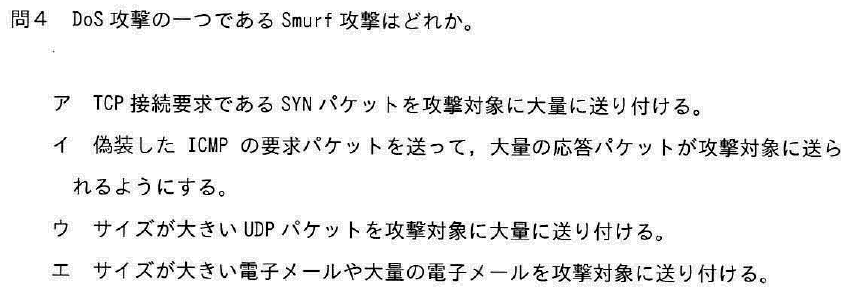 問4 DoS攻撃の一つであるSmurf攻撃はどれか。
ア TCP接続要求であるSYNパケットを攻撃対象に大量に送り付ける。
イ 偽装したICMPの要求パケットを送って，大量の応答パケットが攻撃対象に送ら
れるようにする。
ウ サイズが大きいUDPパケットを攻撃対象に大量に送り付ける。
エ サイズが大きい電子メールや大量の電子メールを攻撃対象に送り付ける。